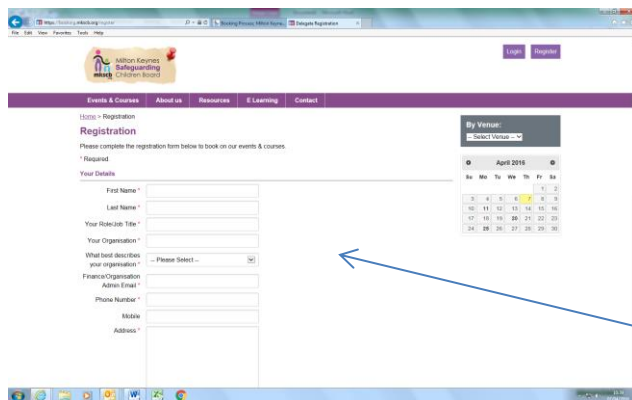 Booking Process, Milton Keyne...
Delegate Registration
File Edit View Favorites Tools Help
Milton Keynes
Safeguarding
mkscb Children Board
Login Register
Events & Courses About us Resources E Learning Contact
Home > Registration
Registration
Please complete the registration form below to book on our events & courses.
* Required
Your Details
First Name *
Last Name *
Your Role/Job Title *
Your Organisation *
What best describes
your organisation *
-- Please Select --
Finance/Organisation
Admin Email *
Phone Number *
Mobile
Address *
By Venue:
-- Select Venue --
April 2016
Su Mo Tu We Th Fr Sa
1 2
3 4 5 6 7 8 9
10 11 12 13 14 15 16
17 18 19 20 21 22 23
24 25 26 27 28 29 30